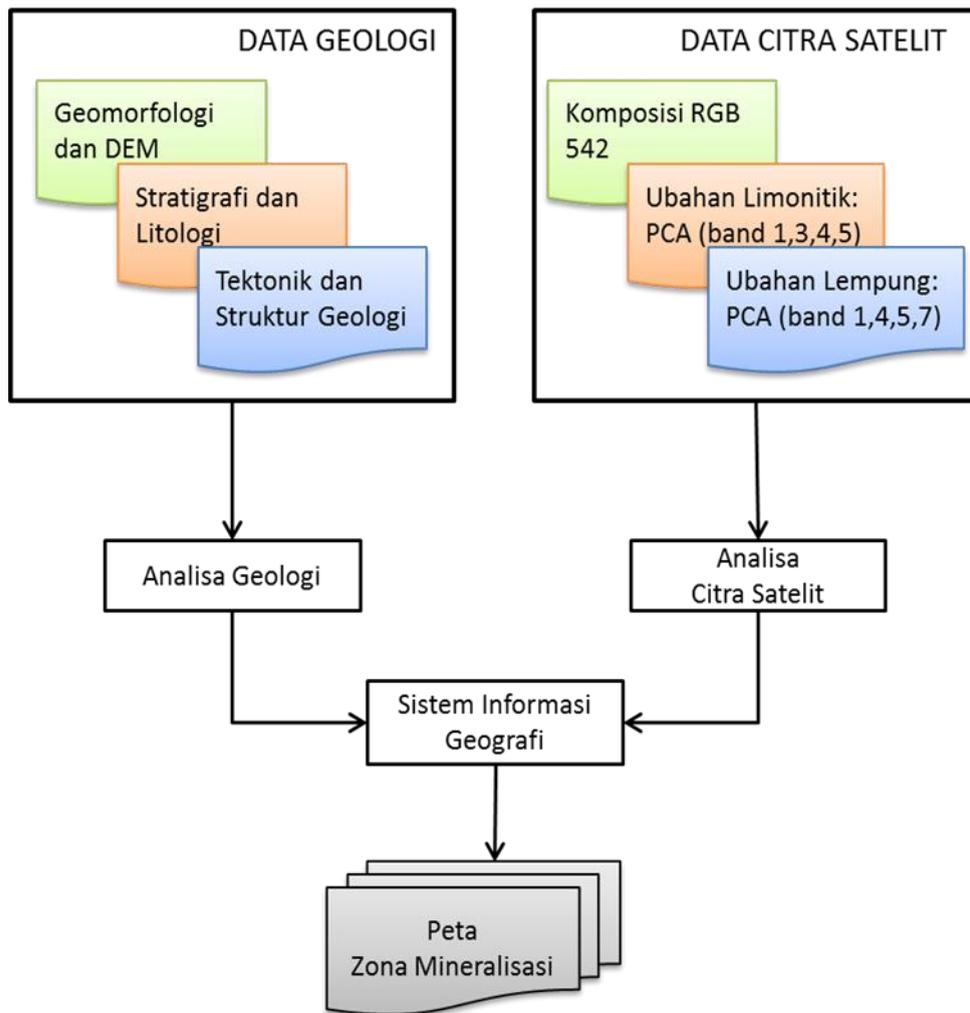 DATA GEOLOGI
Geomorfologi
dan DEM
Stratigrafi dan
Litologi
Tektonik dan
Struktur Geologi
DATA CITRA SATELIT
Komposisi RGB
542
Ubahan Limonitik:
PCA (band 1,3,4,5)
Ubahan Lempung:
PCA (band 1,4,5,7)
Analisa Geologi
Analisa
Citra Satelit
Sistem Informasi
Geografi
Peta
Zona Mineralisasi